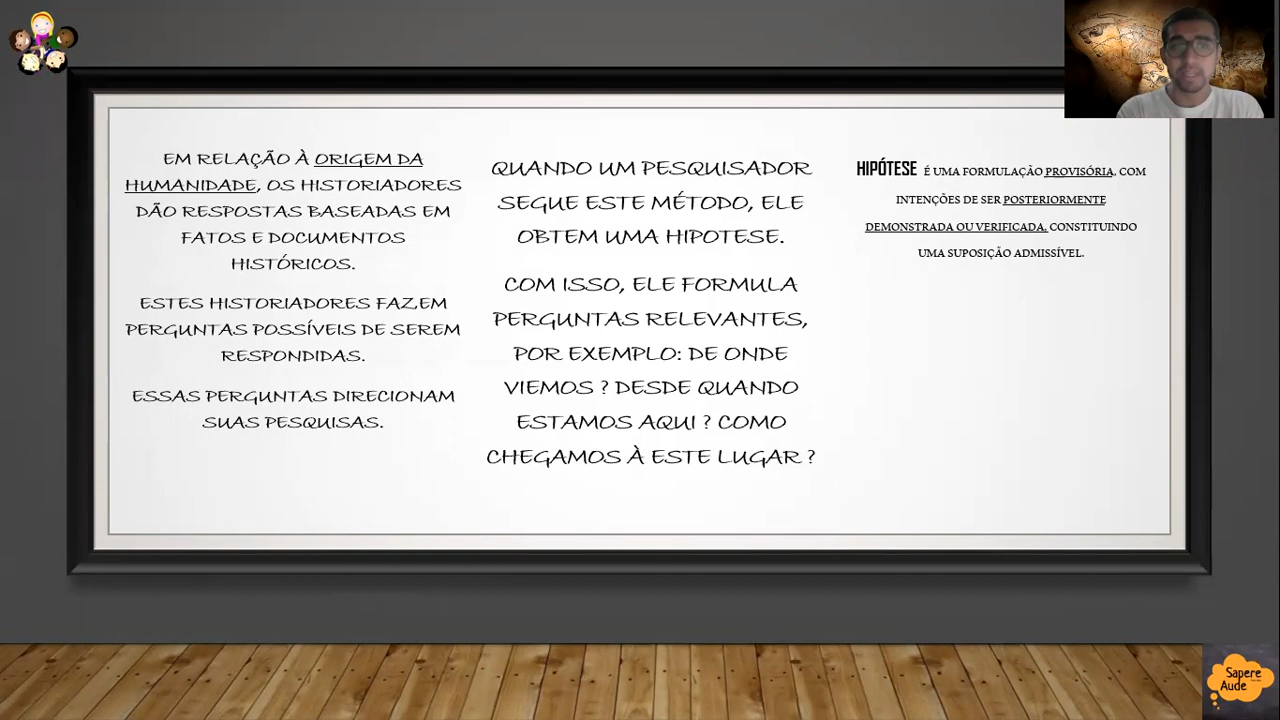 EM RELAÇÃO À ORIGEM DA
HUMANIDADE, OS HISTORIADORES
DÃO RESPOSTAS BASEADAS EM
FATOS E DOCUMENTOS
HISTÓRICOS.
ESTES HISTORIADORES FAZEM
PERGUNTAS POSSÍVEIS DE SEREM
RESPONDIDAS.
ESSAS PERGUNTAS DIRECIONAM
SUAS PESQUISAS.
QUANDO UM PESQUISADOR
SEGUE ESTE MÉTODO, ELE
OBTEM UMA HIPOTESE.
COM ISSO, ELE FORMULA
PERGUNTAS RELEVANTES,
POR EXEMPLO: DE ONDE
VIEMOS ? DESDE QUANDO
ESTAMOS AQUI ? COMO
CHEGAMOS À ESTE LUGAR ?
HIPÓTESE É UMA FORMULAÇÃO PROVISÓRIA, COM
INTENÇÕES DE SER POSTERIORMENTE
DEMONSTRADA OU VERIFICADA, CONSTITUINDO
UMA SUPOSIÇÃO ADMISSÍVEL.
Sapere
Aude